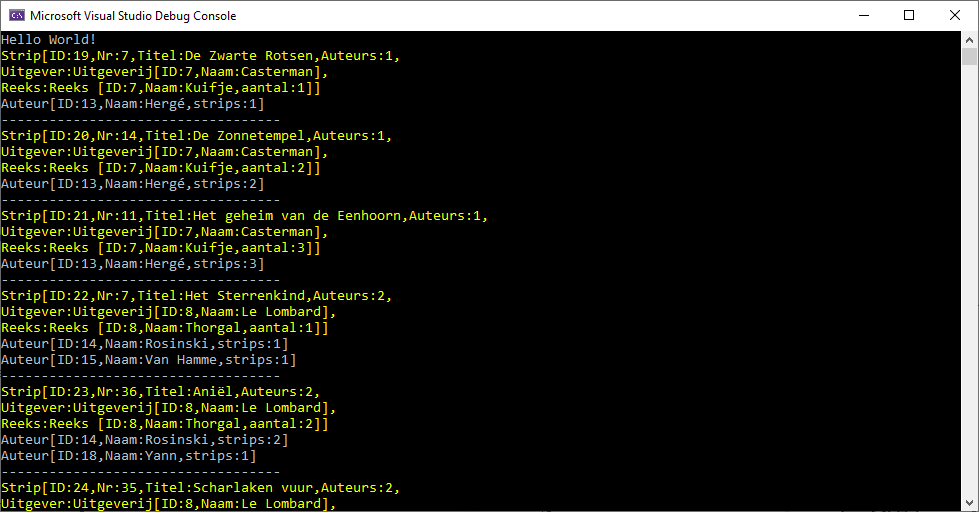 Microsoft Visual Studio Debug Console
Hello World!
Strip[ID:19,Nr:7,Titel:De Zwarte Rotsen,Auteurs:1,
Uitgever:Uitgeverij[ID:7,Naam:Casterman],
Reeks:Reeks [ID:7,Naam:Kuifje,aantal:1]]
Auteur[ID:13,Naam:Hergé,strips:1]
-----------------------------------
Strip[ID:20,Nr:14,Titel:De Zonnetempel,Auteurs:1,
Uitgever:Uitgeverij[ID:7,Naam:Casterman],
Reeks:Reeks [ID:7,Naam:Kuifje,aantal:2]]
Auteur[ID:13,Naam:Hergé,strips:2]
-----------------------------------
Strip[ID:21,Nr:11,Titel:Het geheim van de Eenhoorn,Auteurs:1,
Uitgever:Uitgeverij[ID:7,Naam:Casterman],
Reeks:Reeks [ID:7,Naam:Kuifje,aantal:3]]
Auteur[ID:13,Naam:Hergé,strips:3]
-----------------------------------
Strip[ID:22,Nr:7,Titel:Het Sterrenkind,Auteurs:2,
Uitgever:Uitgeverij[ID:8,Naam:Le Lombard],
Reeks:Reeks [ID:8,Naam:Thorgal,aantal:1]]
Auteur[ID:14,Naam:Rosinski,strips:1]
Auteur[ID:15,Naam:Van Hamme,strips:1]
-----------------------------------
Strip[ID:23,Nr:36,Titel:Aniël,Auteurs:2,
Uitgever:Uitgeverij[ID:8,Naam:Le Lombard],
Reeks:Reeks [ID:8,Naam:Thorgal,aantal:2]]
Auteur[ID:14,Naam:Rosinski,strips:2]
Auteur[ID:18,Naam:Yann,strips:1]
-----------------------------------
Strip[ID:24,Nr:35,Titel:Scharlaken vuur,Auteurs:2,
Uitgever:Uitgeverij[ID:8,Naam:Le Lombard],